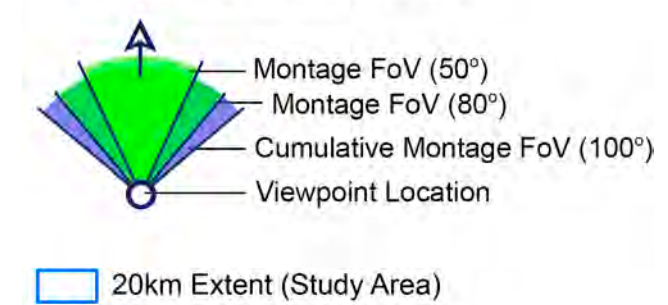 Montage FoV (50°)
Montage FoV (80°)
Cumulative Montage FoV (100°)
Viewpoint Location
20km Extent (Study Area)